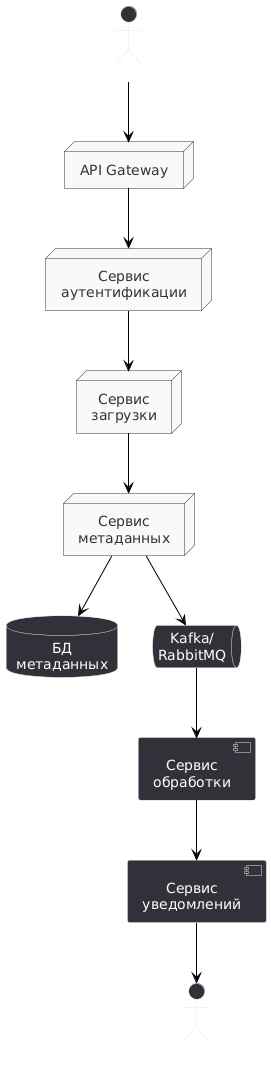 API Gateway
Сервис
аутентификации
Сервис
загрузки
Сервис
метаданных
БД
метаданных
Kafka/
RabbitMQ
Сервис
обработки
Сервис
уведомлений